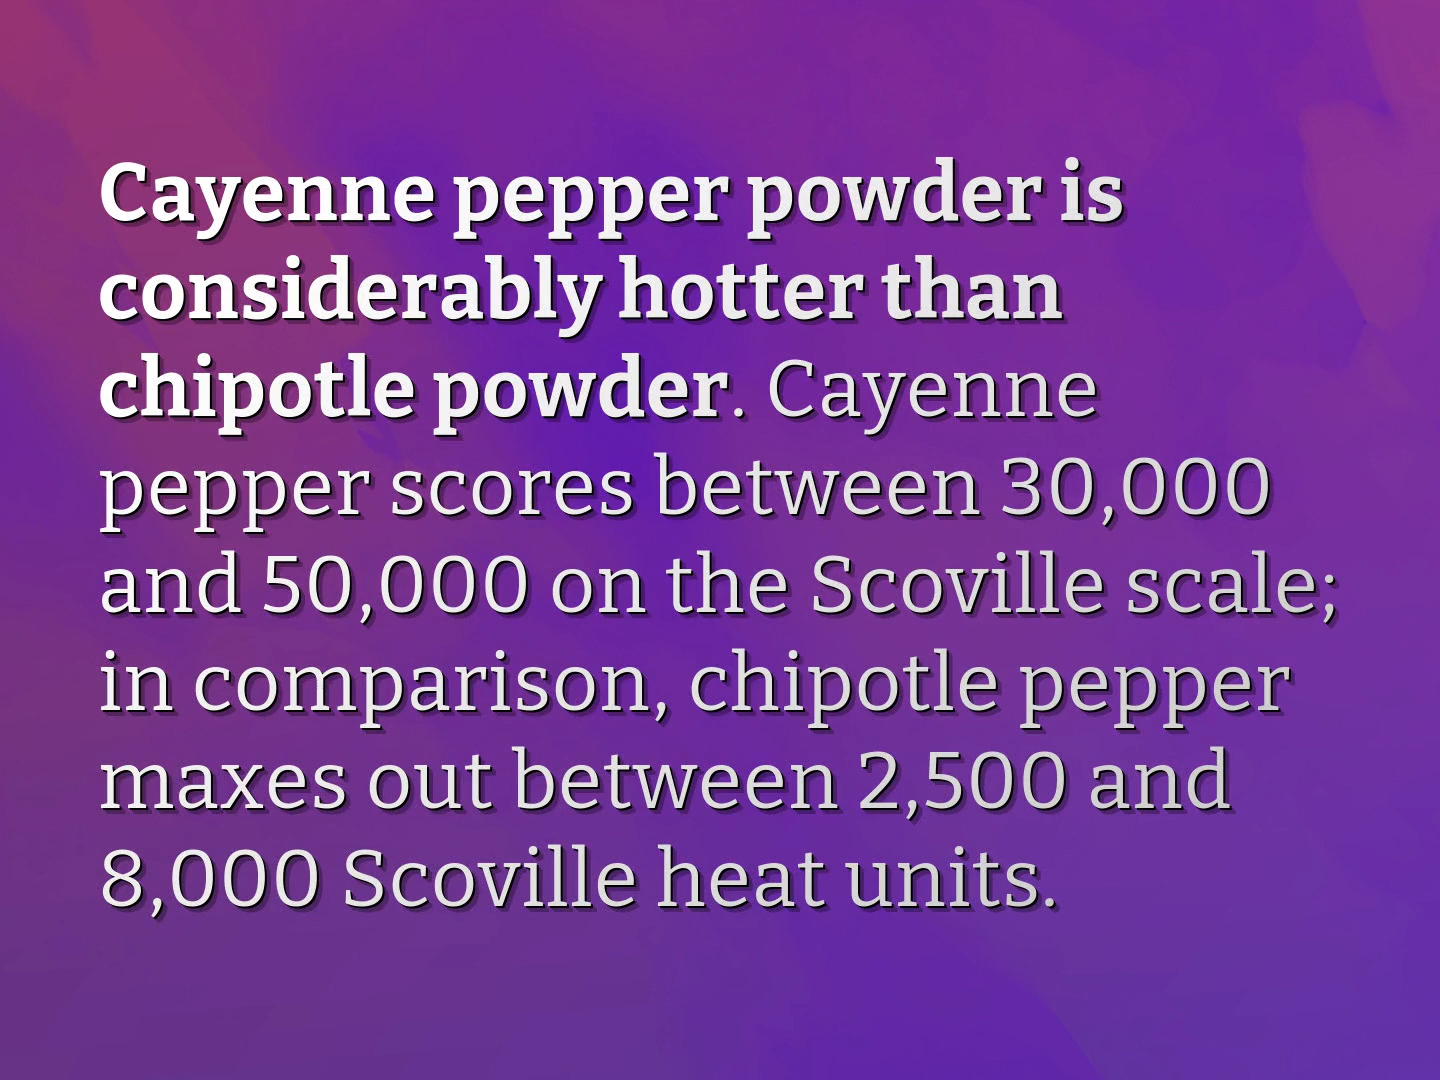 Cayenne pepper powder is
considerably hotter than
chipotle powder. Cayenne
pepper scores between 30,000
and 50,000 on the Scoville scale;
in comparison, chipotle pepper
maxes out between 2,500 and
8,000 Scoville heat units.